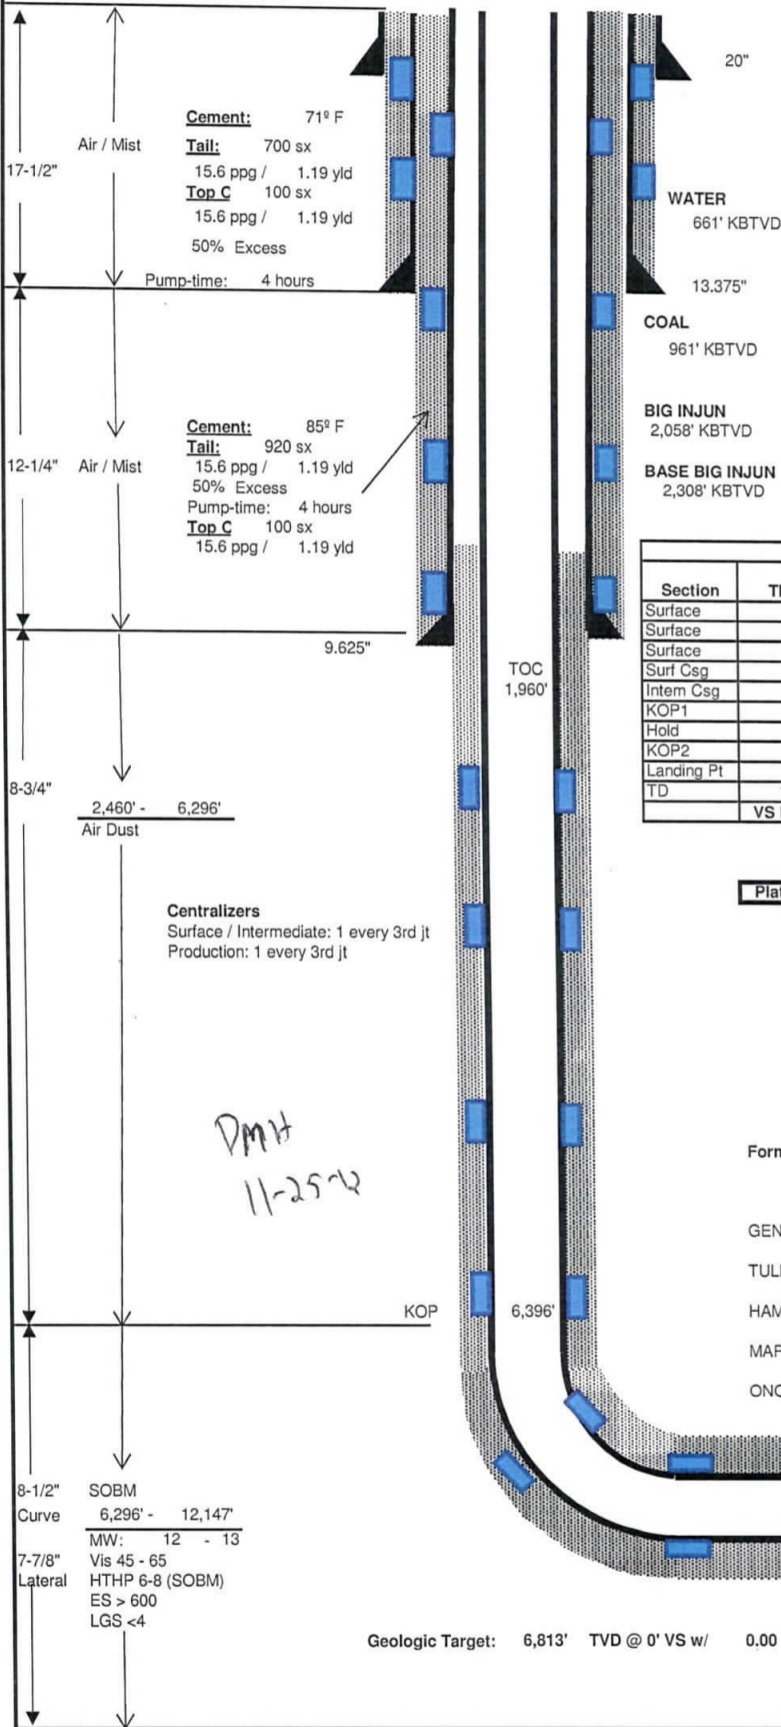 20"
Cement: 71º F
Air / Mist
Tail: 700 sx
17-1/2"
15.6 ppg / 1.19 yld
Top C 100 sx
WATER
15.6 ppg / 1.19 yld
661' KBTVD
50% Excess
Pump-time: 4 hours
13.375"
COAL
961' KBTVD
BIG INJUN
2,058' KBTVD
Cement: 85º F
Tail: 920 sx
12-1/4" Air / Mist
15.6 ppg / 1.19 yld
BASE BIG INJUN
50% Excess
2,308' KBTVD
Pump-time: 4 hours
Top C 100 sx
15.6 ppg / 1.19 yld
Section
Surface
Surface
Surface
Surf Csg
Intem Csg
KOP1
Hold
KOP2
Landing Pt
TD
VS
9.625"
TOC
1,960'
8-3/4"
2,460' - 6,296'
Air Dust
Plat
Centralizers
Surface / Intermediate: 1 every 3rd jt
Production: 1 every 3rd jt
DMH
11-25-12
Form
GEN
TULI
HAM
ONO
KOP 6,396'
8-1/2" SOBM
Curve 6,296' - 12,147'
MW: 12 - 13
7-7/8" Vis 45 - 65
Lateral HTHP 6-8 (SOBM)
ES > 600
LGS <4
Geologic Target: 6,813' TVD @ 0' VS w/ 0.00